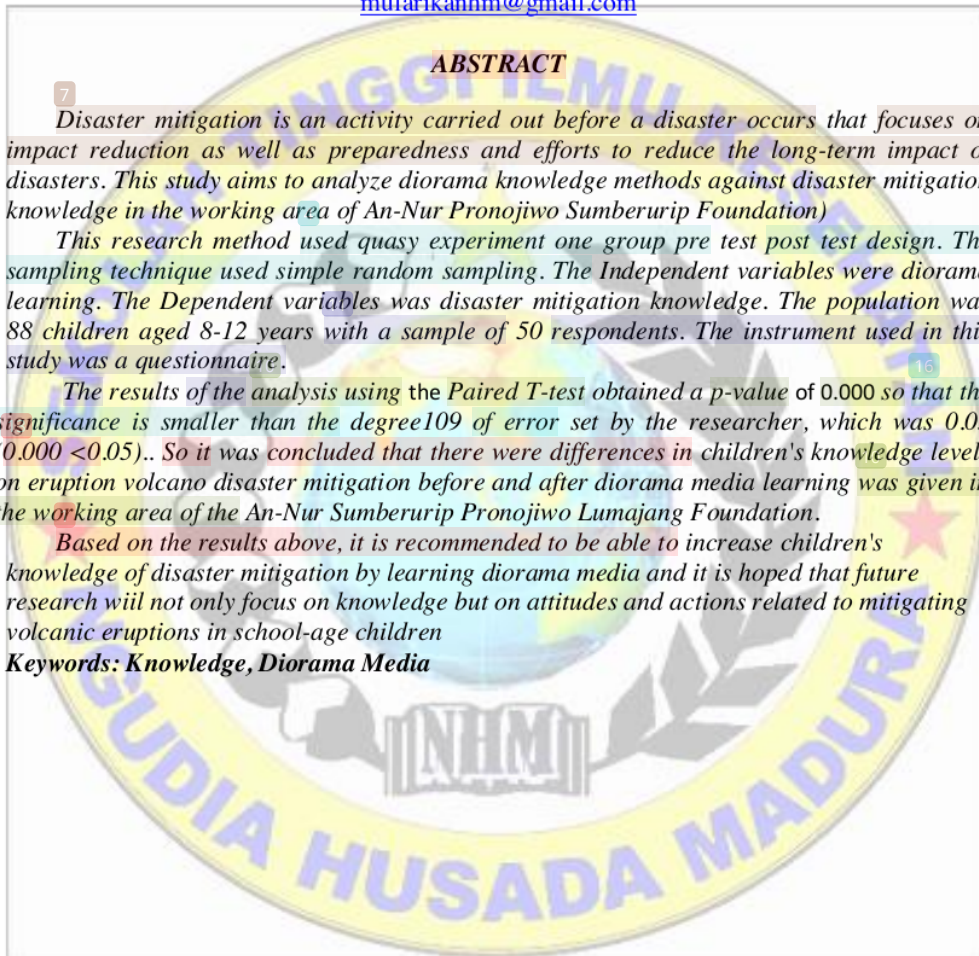 mufarikanhm@gmail.com
ABSTRACT
7
Disaster mitigation is an activity carried out before a disaster occurs that focuses o
impact reduction as well as preparedness and efforts to reduce the long-term impact o
disasters. This study aims to analyze diorama knowledge methods against disaster mitigatio
knowledge in the working area of An-Nur Pronojiwo Sumberurip Foundation)
This research method used quasy experiment one group pre test post test design. Th
sampling technique used simple random sampling. The Independent variables were diorama
learning. The Dependent variables was disaster mitigation knowledge. The population wa
88 children aged 8-12 years with a sample of 50 respondents. The instrument used in thi
study was a questionnaire.
16
The results of the analysis using the Paired T-test obtained a p-value of 0.000 so that th
significance is smaller than the degree109 of error set by the researcher, which was 0.0
(0.000 <0.05).. So it was concluded that there were differences in children's knowledge level
on eruption volcano disaster mitigation before and after diorama media learning was given i
the working area of the An-Nur Sumberurip Pronojiwo Lumajang Foundation.
Based on the results above, it is recommended to be able to increase children's
knowledge of disaster mitigation by learning diorama media and it is hoped that future
research wiil not only focus on knowledge but on attitudes and actions related to mitigating
volcanic eruptions in school-age children
Keywords: Knowledge, Diorama Media
SEKOLAH TINGGI ILMU KESEHATAN
NHM
NGUDIA HUSADA MADURA